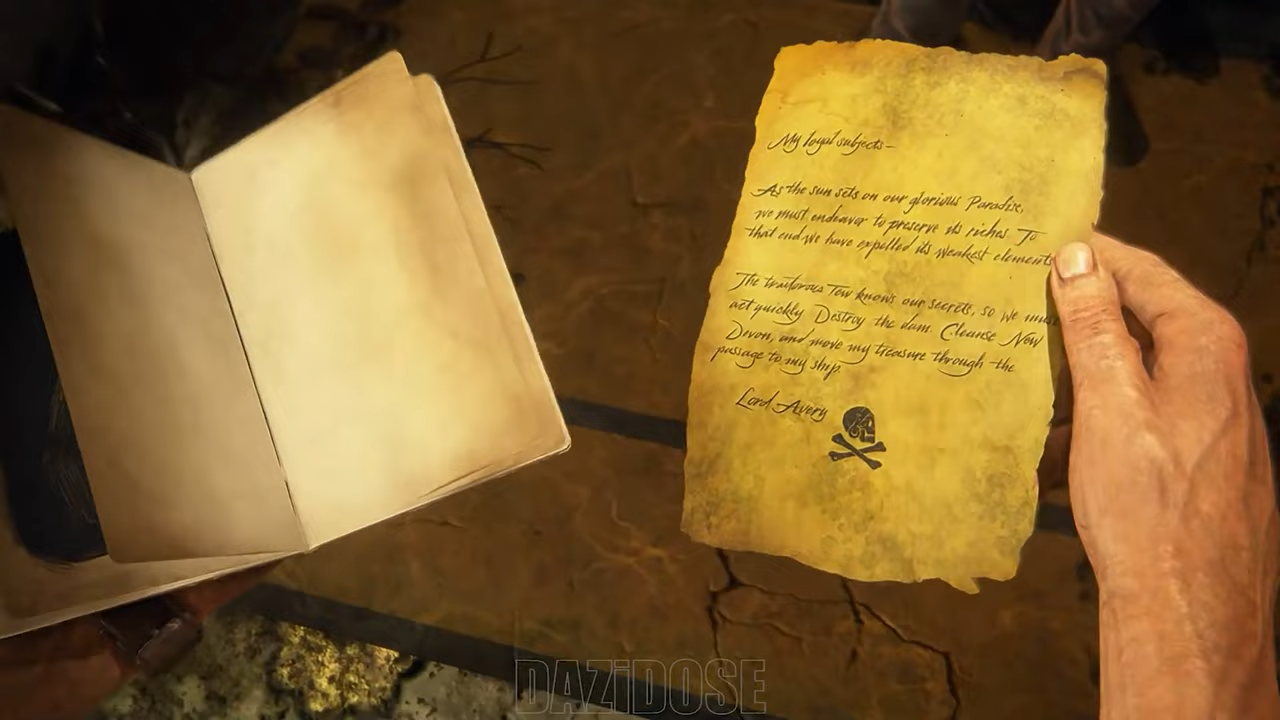 My loyal subjects-
As the sun sets on our glorious Paradise,
we must endeavor to preserve its riches. To
that end we have expelled its weakest elements
The traitorous Tew knows our secrets, so we must
act quickly. Destroy the dam. Cleanse New
Devon, and move my treasure through the
passage to my ship.
Lord Avery
DAZiDOSE